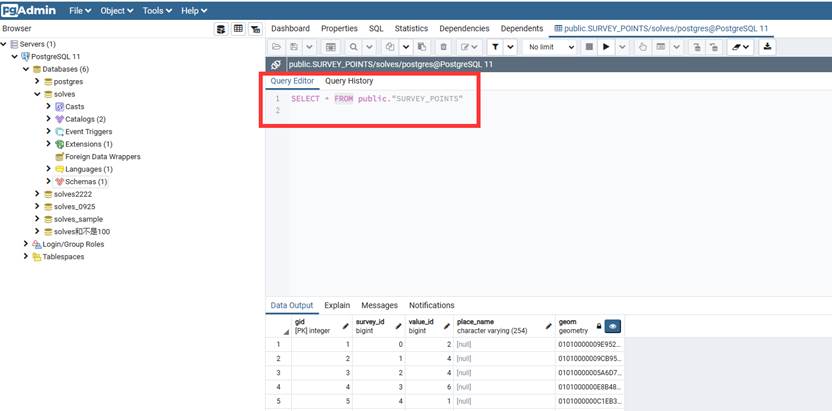 pgAdmin File Object Tools Help
Browser Dashboard Properties SQL Statistics Dependencies Dependents public.SURVEY_POINTS/solves/postgres@PostgreSQL 11
Servers (1)
PostgreSQL 11
Databases (6)
postgres
solves
Casts
Catalogs (2)
Event Triggers
Extensions (1)
Foreign Data Wrappers
Languages (1)
Schemas (1)
solves2222
solves_0925
solves_sample
solves和不是100
Login/Group Roles
Tablespaces
No limit
public.SURVEY_POINTS/solves/postgres@PostgreSQL 11
Query Editor Query History
1 SELECT * FROM public."SURVEY_POINTS"
2
Data Output Explain Messages Notifications
gid survey_id value_id place_name geom
[PK] integer bigint bigint character varying (254) geometry
1 1 0 2 [null] 01010000009E952...
2 2 1 4 [null] 01010000009CB95...
3 3 2 4 [null] 01010000005A6D7...
4 4 3 6 [null] 0101000000E8B48...
5 5 4 1 [null] 0101000000C1EB3...